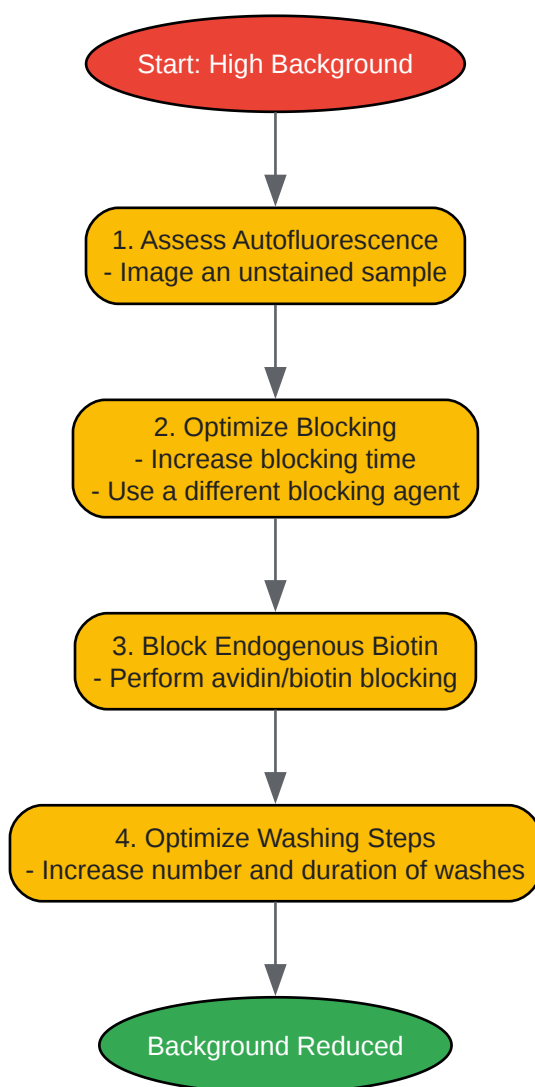 Start: High Background
1. Assess Autofluorescence
- Image an unstained sample
2. Optimize Blocking
- Increase blocking time
- Use a different blocking agent
3. Block Endogenous Biotin
- Perform avidin/biotin blocking
4. Optimize Washing Steps
- Increase number and duration of washes
Background Reduced